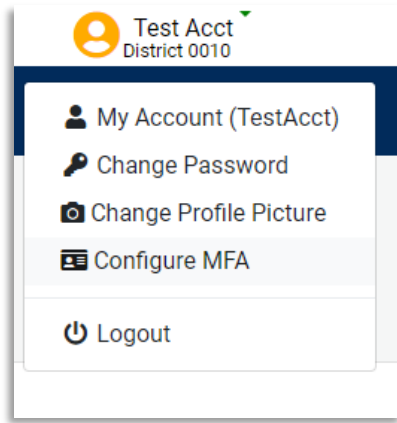 Test Acct
District 0010
My Account (TestAcct)
Change Password
Change Profile Picture
Configure MFA
Logout